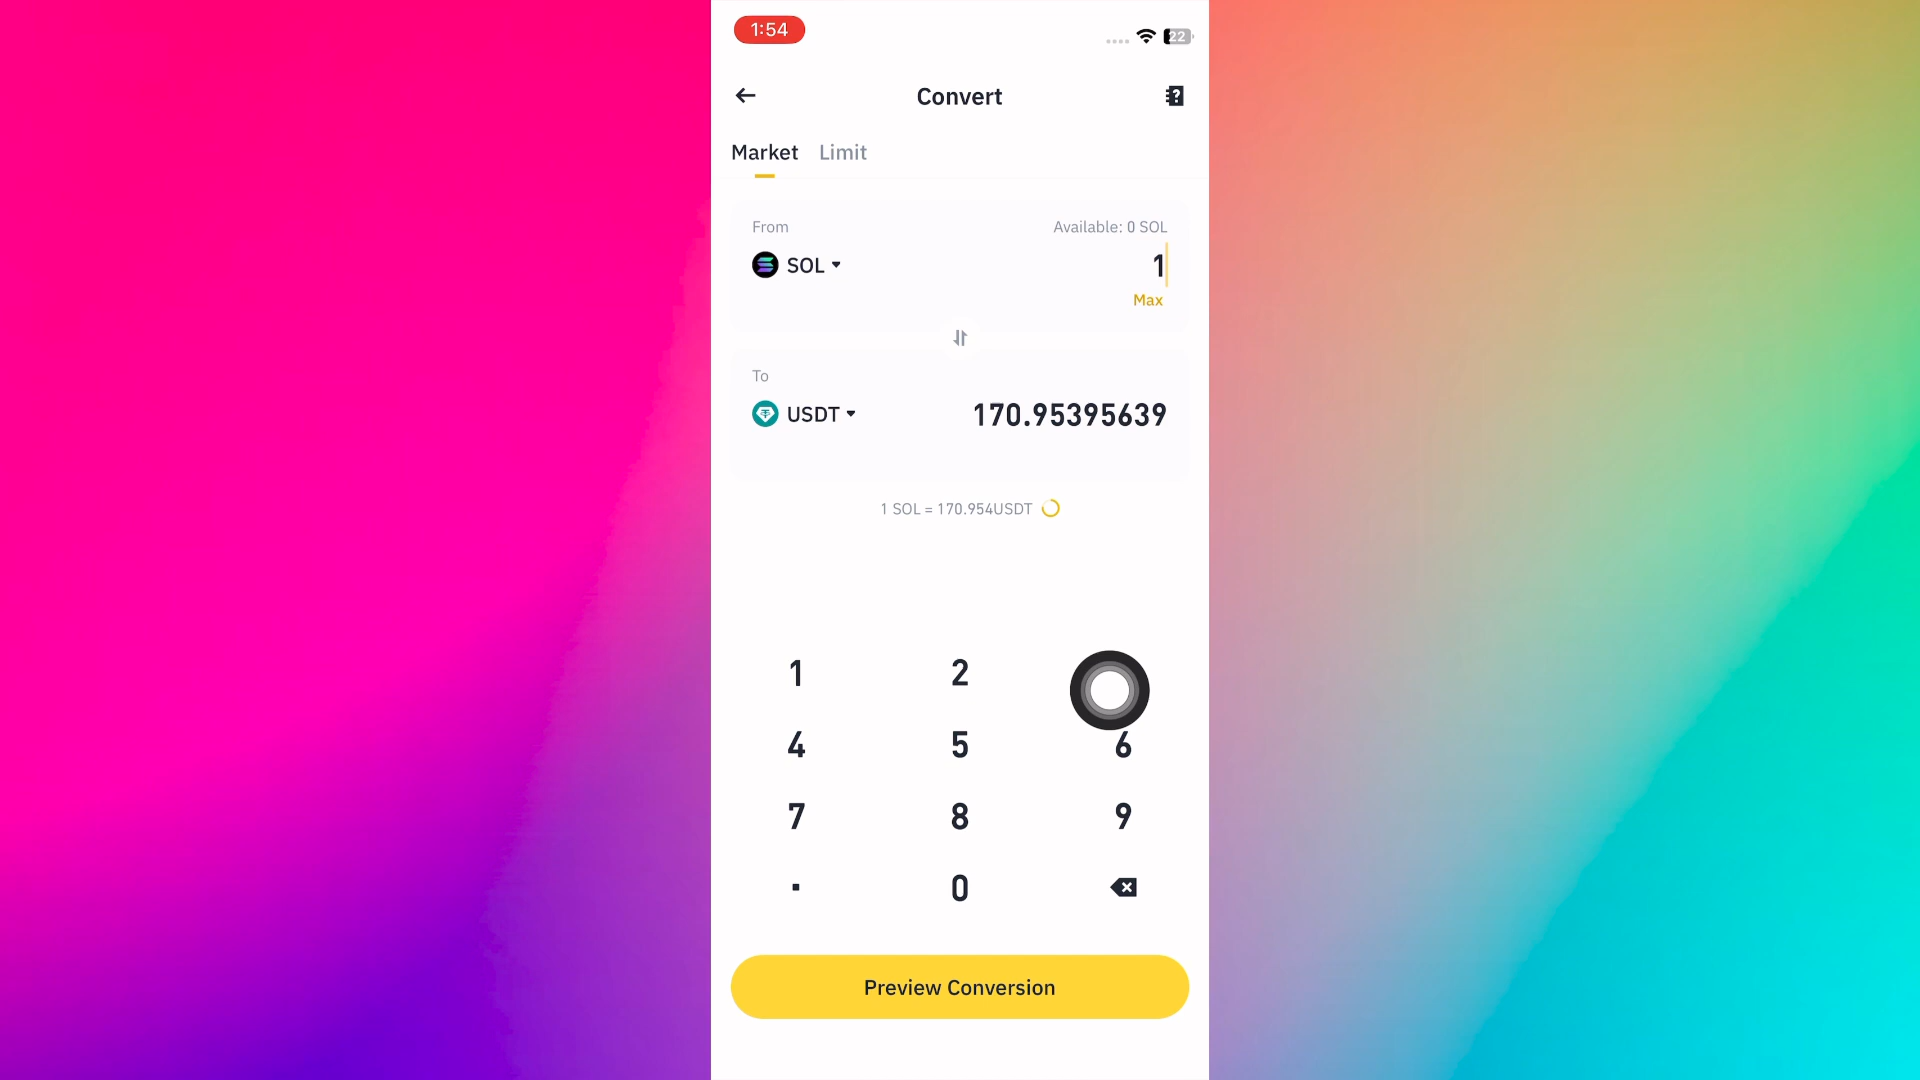 1:54
22
Convert
Market Limit
From Available: 0 SOL
SOL 1
Max
To
USDT 170.95395639
1 SOL = 170.954USDT
1 2
4 5 6
7 8 9
. 0
Preview Conversion